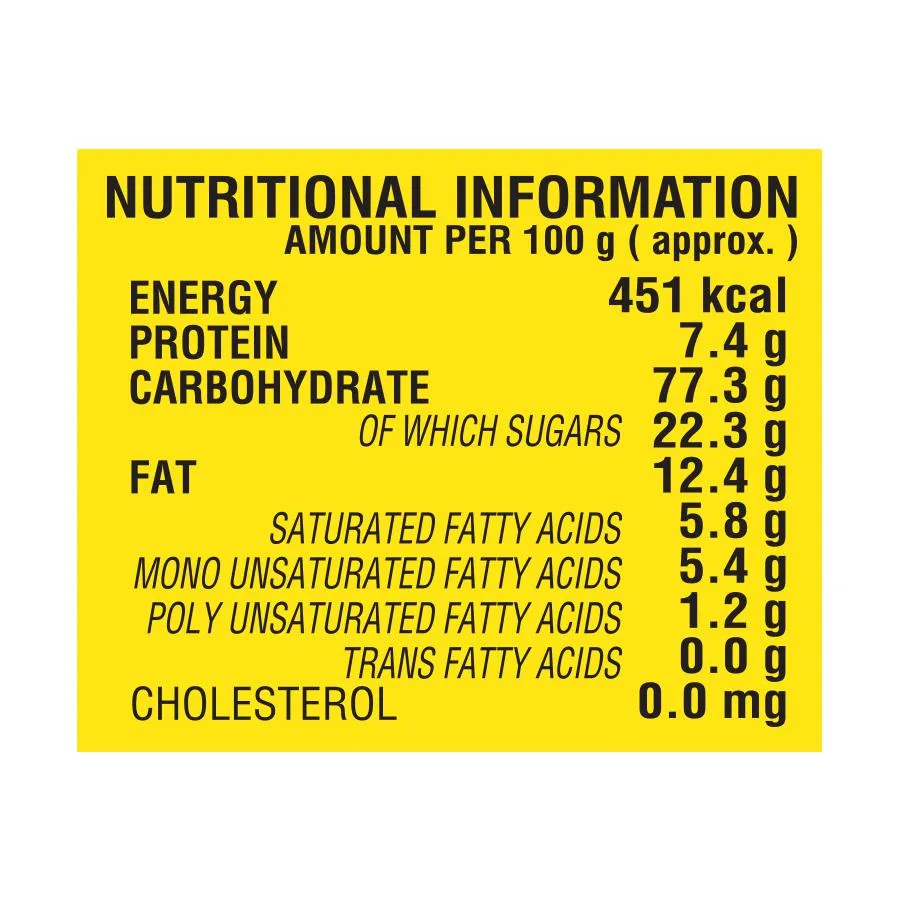 NUTRITIONAL INFORMATION
AMOUNT PER 100 g ( approx. )
ENERGY 451 kcal
PROTEIN 7.4 g
CARBOHYDRATE 77.3 g
OF WHICH SUGARS 22.3 g
FAT 12.4 g
SATURATED FATTY ACIDS 5.8 g
MONO UNSATURATED FATTY ACIDS 5.4 g
POLY UNSATURATED FATTY ACIDS 1.2 g
TRANS FATTY ACIDS 0.0 g
CHOLESTEROL 0.0 mg